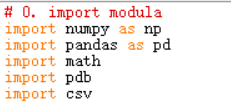 # 0. import modula
import numpy as np
import pandas as pd
import math
import pdb
import csv